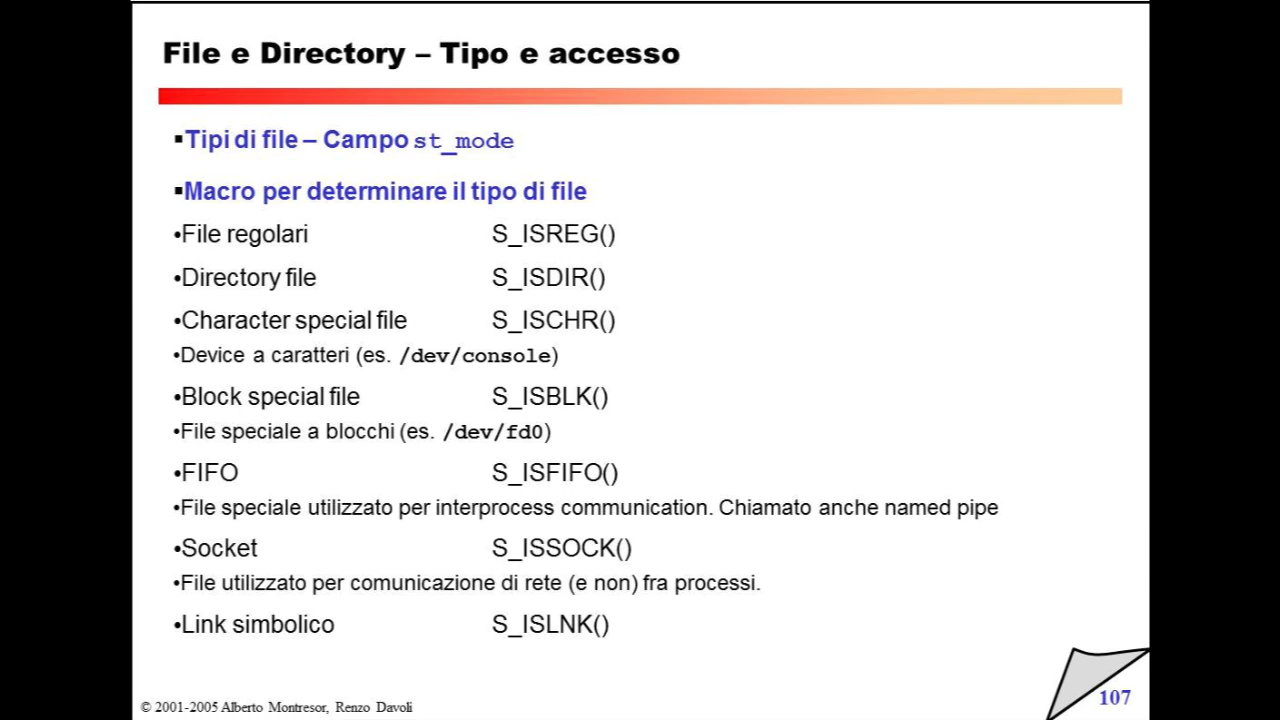 File e Directory – Tipo e accesso
▪Tipi di file – Campo st_mode
▪Macro per determinare il tipo di file
•File regolari S_ISREG()
•Directory file S_ISDIR()
•Character special file S_ISCHR()
•Device a caratteri (es. /dev/console)
•Block special file S_ISBLK()
•File speciale a blocchi (es. /dev/fd0)
•FIFO S_ISFIFO()
•File speciale utilizzato per interprocess communication. Chiamato anche named pipe
•Socket S_ISSOCK()
•File utilizzato per comunicazione di rete (e non) fra processi.
•Link simbolico S_ISLNK()
© 2001-2005 Alberto Montresor, Renzo Davoli
107